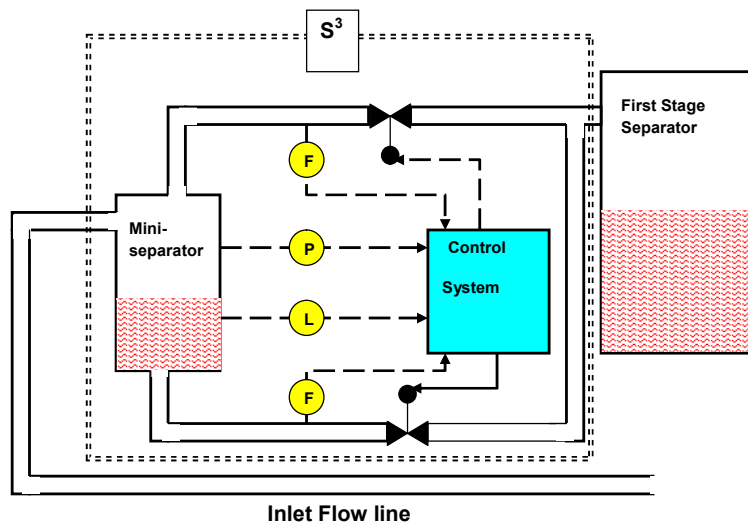 S³
First Stage
Separator
F
Mini-
separator
P
Control
System
L
F
Inlet Flow line